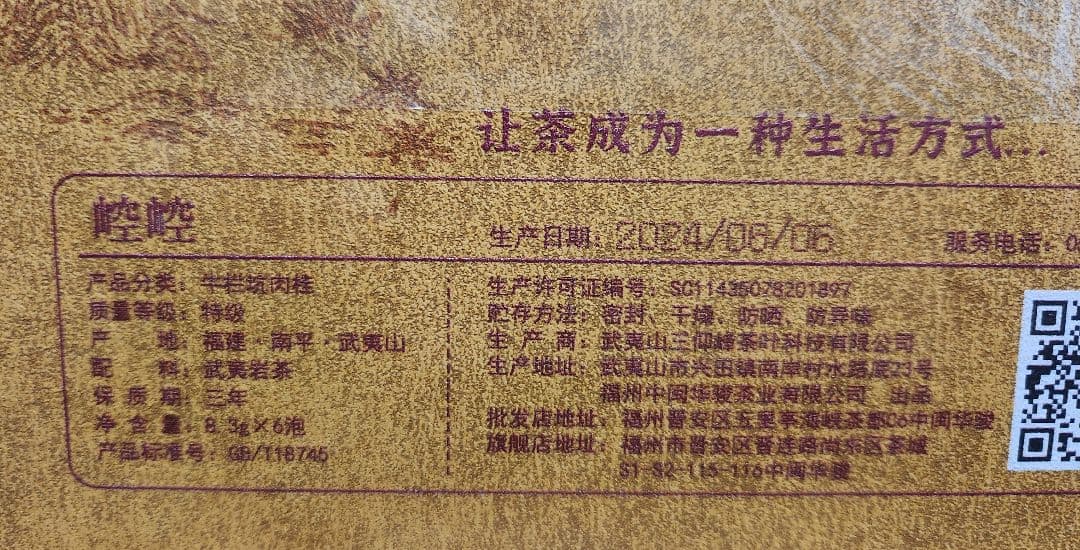 让茶成为一种生活方式...
崆崆
生产日期：2024/06/06
服务电话：0
产品分类：牛栏坑肉桂
质量等级：特级
产 地：福建·南平·武夷山
配 料：武夷岩茶
保 质 期：三年
净 含 量：8.3g×6泡
产品标准号：GB/T18745
生产许可证编号：SC11435078201897
贮存方法：密封、干燥、防晒、防异味
生 产 商：武夷山三仰峰茶叶科技有限公司
生产地址：武夷山市兴田镇南岸村水路底23号
福州中闽华骏茶业有限公司 出品
批发店地址：福州晋安区五里亭海峡茶都C6中闽华骏
旗舰店地址：福州市晋安区晋连路尚东区茶城
S1-S2-115-116中闽华骏